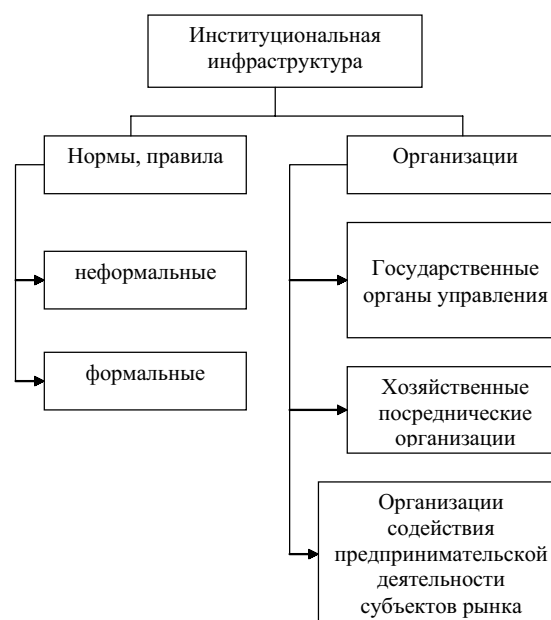 Институциональная
инфраструктура
Нормы, правила
Организации
неформальные
Государственные
органы управления
формальные
Хозяйственные
посреднические
организации
Организации
содействия
предпринимательской
деятельности
субъектов рынка